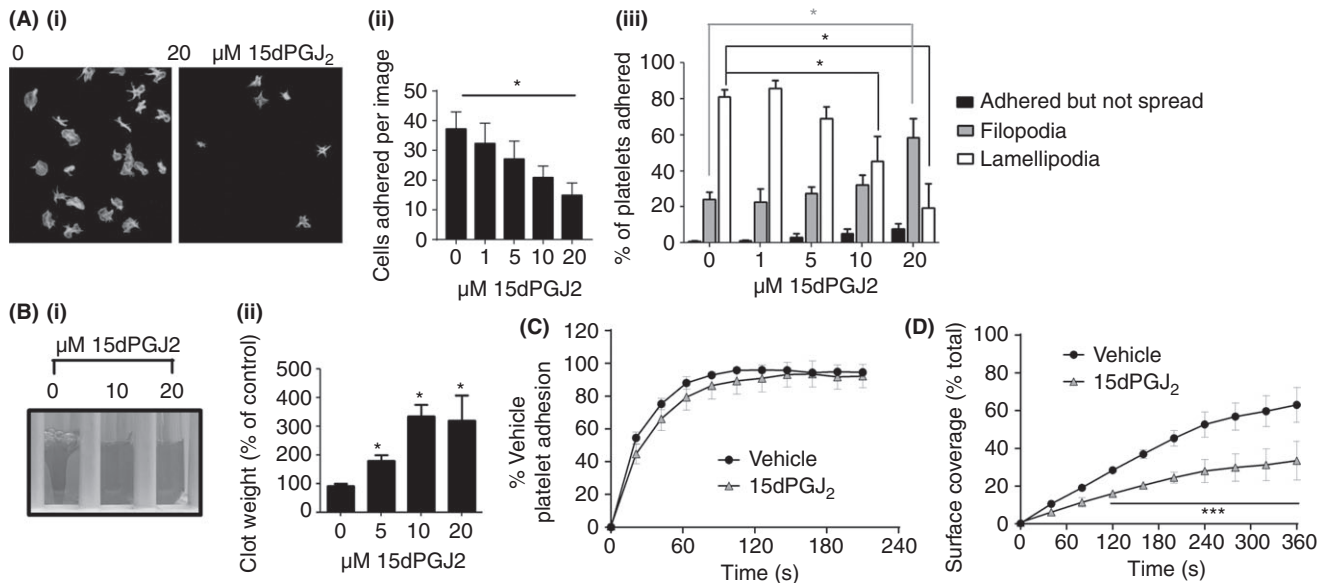 (A) (i)
0 20 µM 15dPGJ₂
(ii)
*
50
40
30
20
10
0
Cells adhered per image
0 1 5 10 20
µM 15dPGJ2
(iii)
*
*
*
100
80
60
40
20
0
% of platelets adhered
0 1 5 10 20
µM 15dPGJ2
Adhered but not spread
Filopodia
Lamellipodia
(B) (i)
µM 15dPGJ2
0 10 20
(ii)
500
400
300
200
100
0
Clot weight (% of control)
* * *
0 5 10 20
µM 15dPGJ2
(C)
120
100
80
60
40
20
0
% Vehicle
platelet adhesion
Vehicle
15dPGJ₂
0 60 120 180 240
Time (s)
(D)
100
80
60
40
20
0
Surface coverage (% total)
Vehicle
15dPGJ₂
***
0 60 120 180 240 300 360
Time (s)